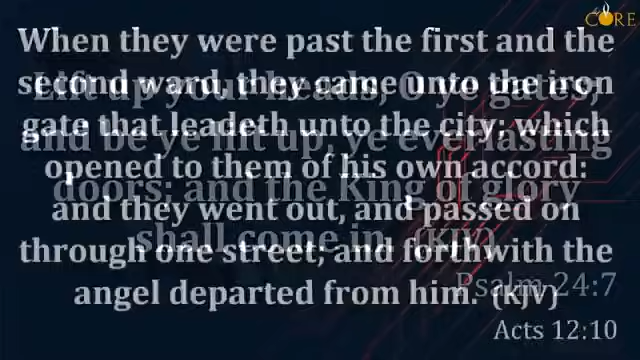 CORE
When they were past the first and the
second ward, they came unto the iron
gate that leadeth unto the city; which
opened to them of his own accord:
and they went out, and passed on
through one street; and forthwith the
angel departed from him. (KJV)
Acts 12:10
Lift up your heads, O ye gates;
and be ye lift up, ye everlasting
doors; and the King of glory
shall come in. (KJV)
Psalm 24:7